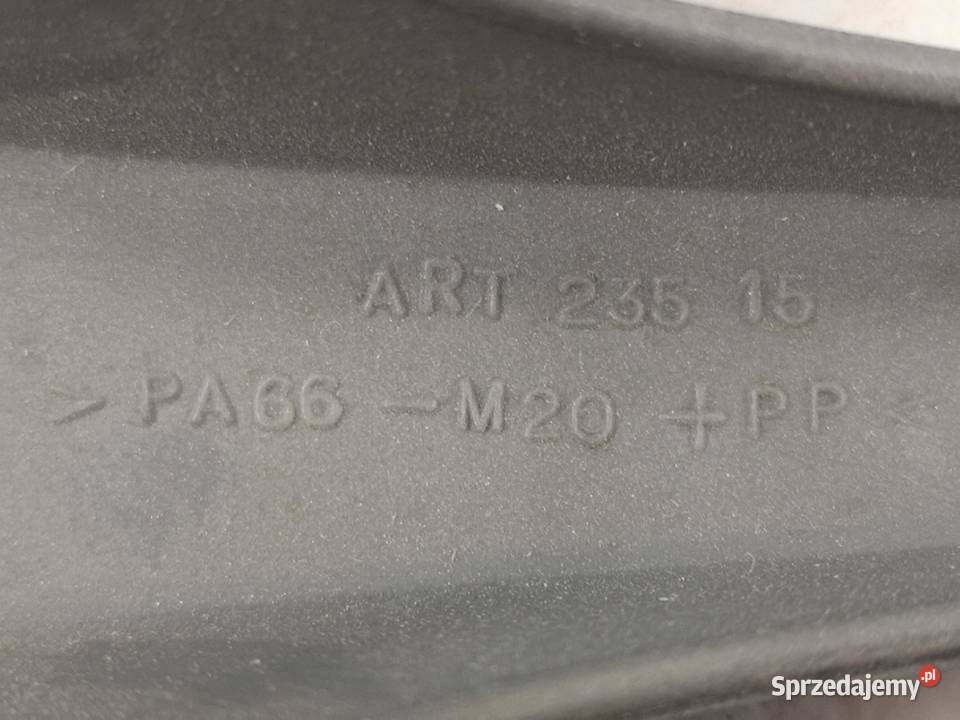 ART 235 15
> PA66 - M20 + PP <
Sprzedajemy.pl